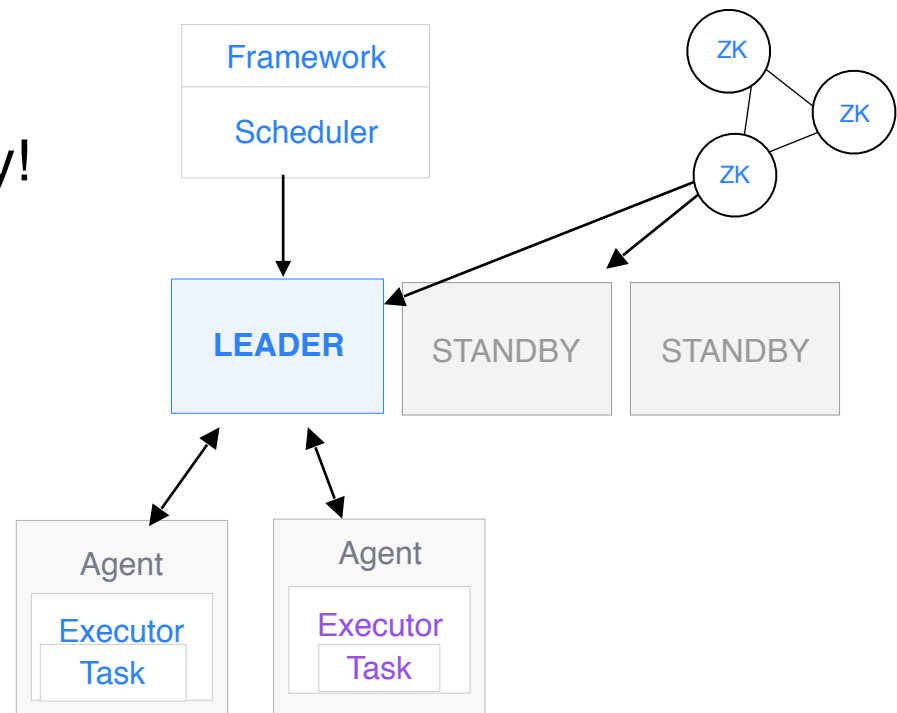 Framework
Scheduler
y!
ZK
ZK
ZK
LEADER
STANDBY
STANDBY
Agent
Executor
Task
Agent
Executor
Task